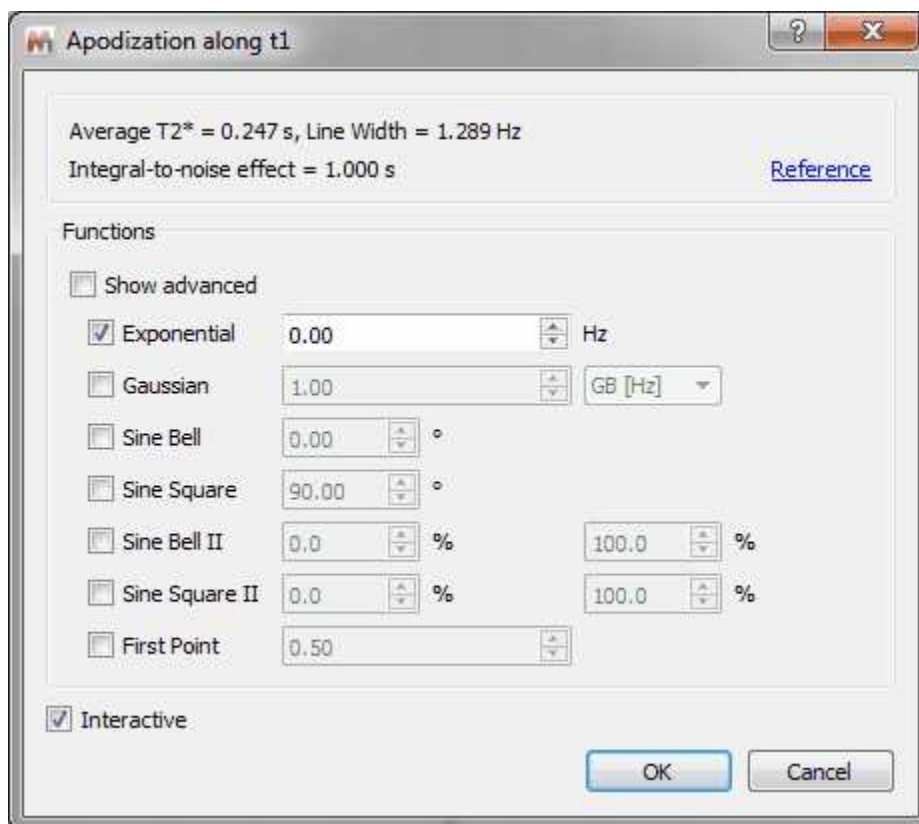 Apodization along t1
?
Average T2* = 0.247 s, Line Width = 1.289 Hz
Integral-to-noise effect = 1.000 s Reference
Functions
Show advanced
Exponential 0.00 Hz
Gaussian 1.00 GB [Hz]
Sine Bell 0.00 °
Sine Square 90.00 °
Sine Bell II 0.0 % 100.0 %
Sine Square II 0.0 % 100.0 %
First Point 0.50
Interactive
OK Cancel